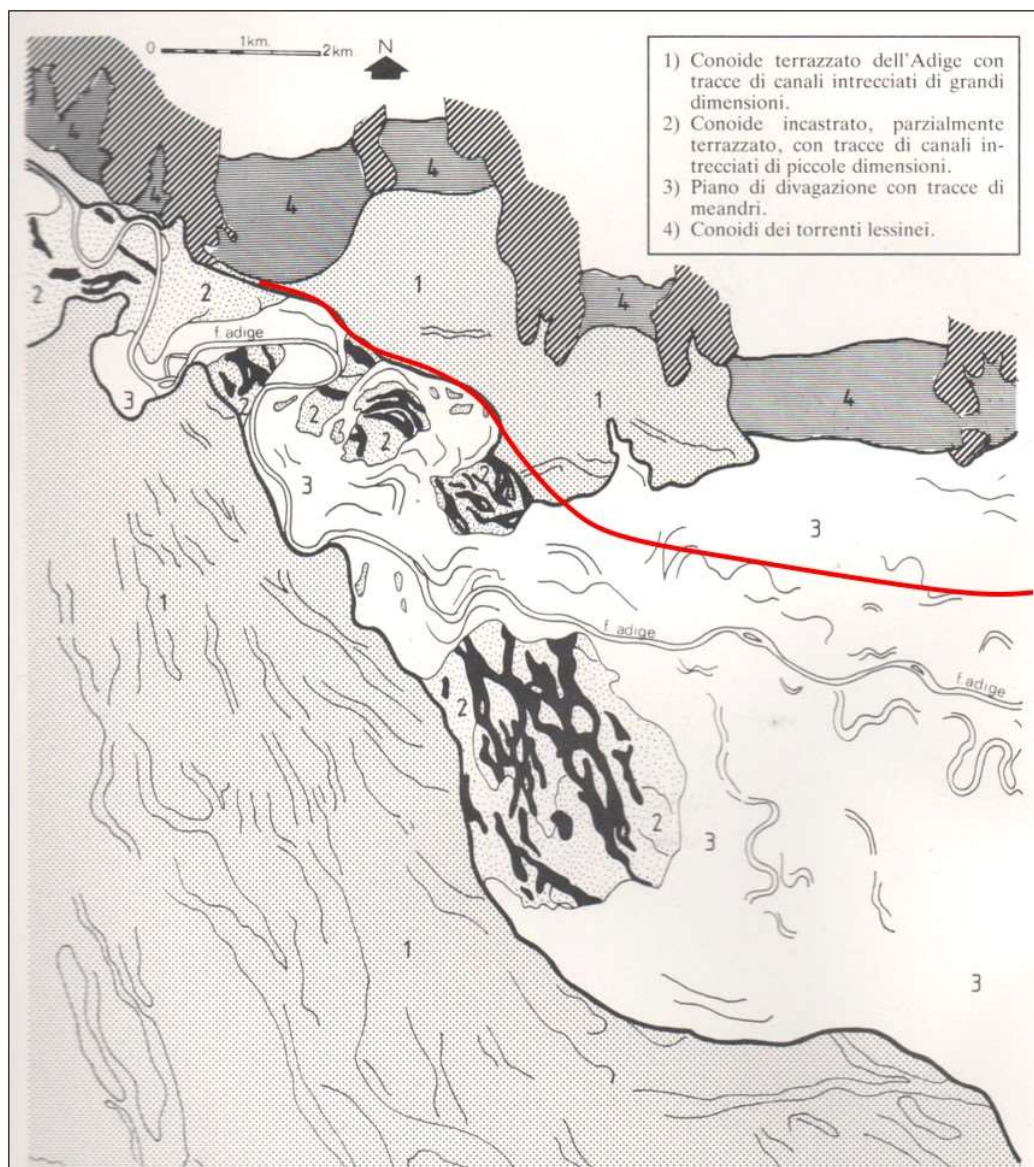 0 1km. 2km.
N
1) Conoide terrazzato dell'Adige con
tracce di canali intrecciati di grandi
dimensioni.
2) Conoide incastrato, parzialmente
terrazzato, con tracce di canali in-
trecciati di piccole dimensioni.
3) Piano di divagazione con tracce di
meandri.
4) Conoidi dei torrenti lessinei.
4
4
4
4
4
1
2
2
f. adige
4
3
2
1
2
2
2
3
3
1
f. adige
f. adige
2
2
3
1
3